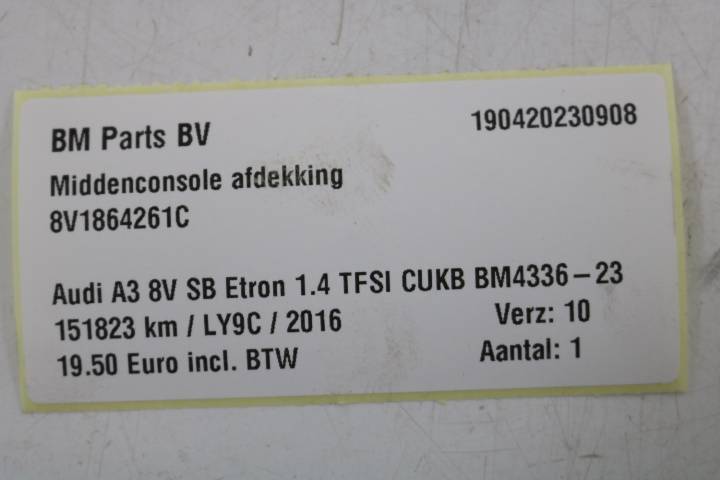 BM Parts BV 190420230908
Middenconsole afdekking
8V1864261C
Audi A3 8V SB Etron 1.4 TFSI CUKB BM4336-23
151823 km / LY9C / 2016 Verz: 10
19.50 Euro incl. BTW Aantal: 1